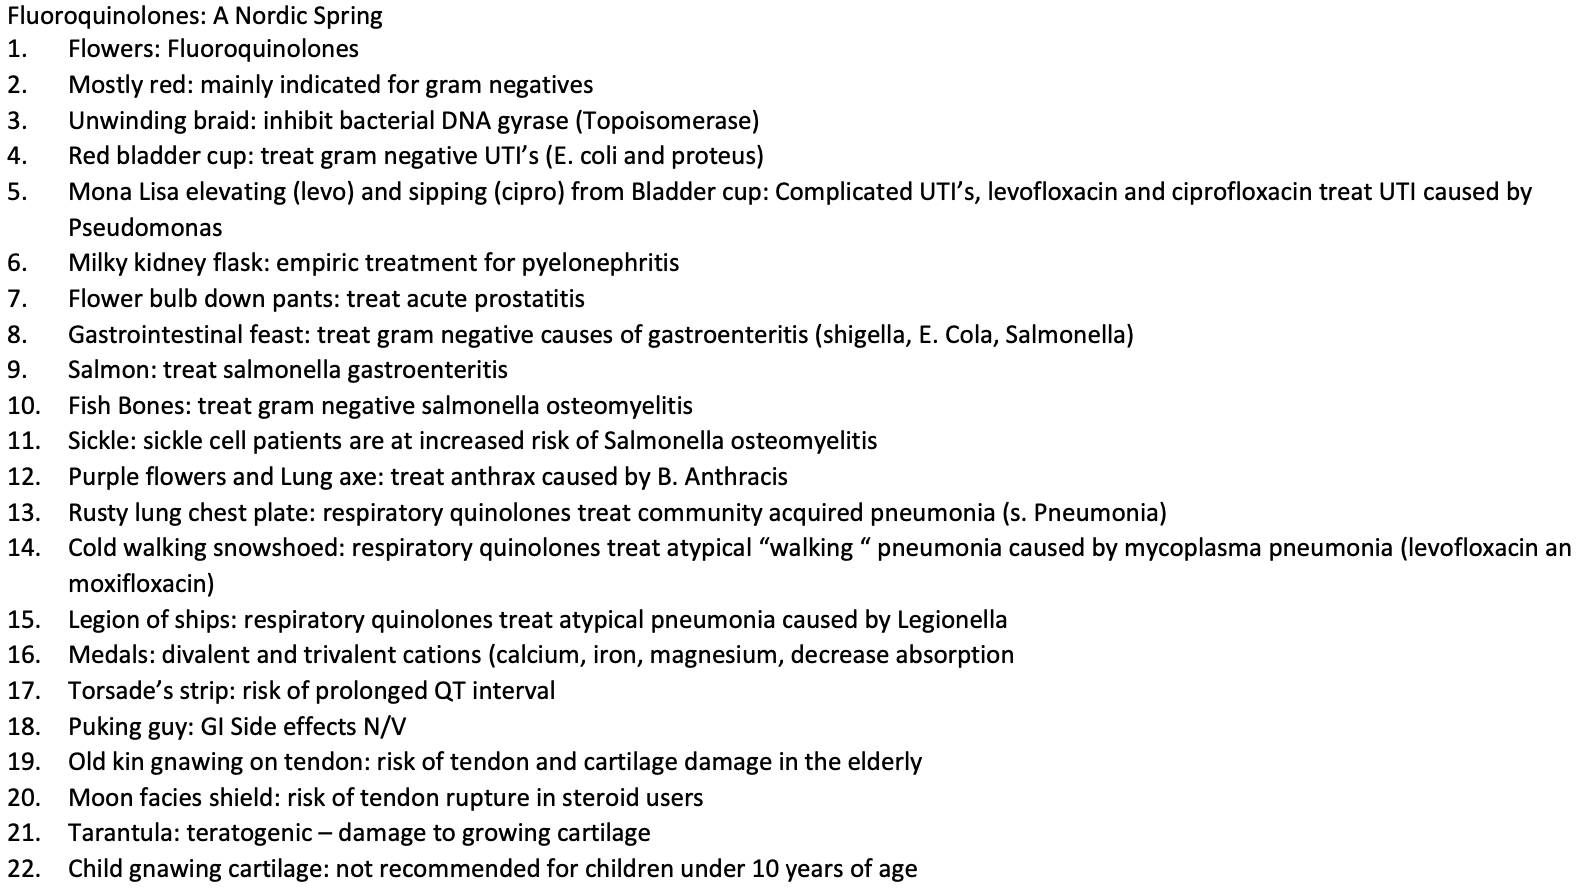 Fluoroquinolones: A Nordic Spring
1. Flowers: Fluoroquinolones
2. Mostly red: mainly indicated for gram negatives
3. Unwinding braid: inhibit bacterial DNA gyrase (Topoisomerase)
4. Red bladder cup: treat gram negative UTI’s (E. coli and proteus)
5. Mona Lisa elevating (levo) and sipping (cipro) from Bladder cup: Complicated UTI’s, levofloxacin and ciprofloxacin treat UTI caused by
Pseudomonas
6. Milky kidney flask: empiric treatment for pyelonephritis
7. Flower bulb down pants: treat acute prostatitis
8. Gastrointestinal feast: treat gram negative causes of gastroenteritis (shigella, E. Cola, Salmonella)
9. Salmon: treat salmonella gastroenteritis
10. Fish Bones: treat gram negative salmonella osteomyelitis
11. Sickle: sickle cell patients are at increased risk of Salmonella osteomyelitis
12. Purple flowers and Lung axe: treat anthrax caused by B. Anthracis
13. Rusty lung chest plate: respiratory quinolones treat community acquired pneumonia (s. Pneumonia)
14. Cold walking snowshoed: respiratory quinolones treat atypical “walking “ pneumonia caused by mycoplasma pneumonia (levofloxacin an
moxifloxacin)
15. Legion of ships: respiratory quinolones treat atypical pneumonia caused by Legionella
16. Medals: divalent and trivalent cations (calcium, iron, magnesium, decrease absorption
17. Torsade’s strip: risk of prolonged QT interval
18. Puking guy: GI Side effects N/V
19. Old kin gnawing on tendon: risk of tendon and cartilage damage in the elderly
20. Moon facies shield: risk of tendon rupture in steroid users
21. Tarantula: teratogenic – damage to growing cartilage
22. Child gnawing cartilage: not recommended for children under 10 years of age